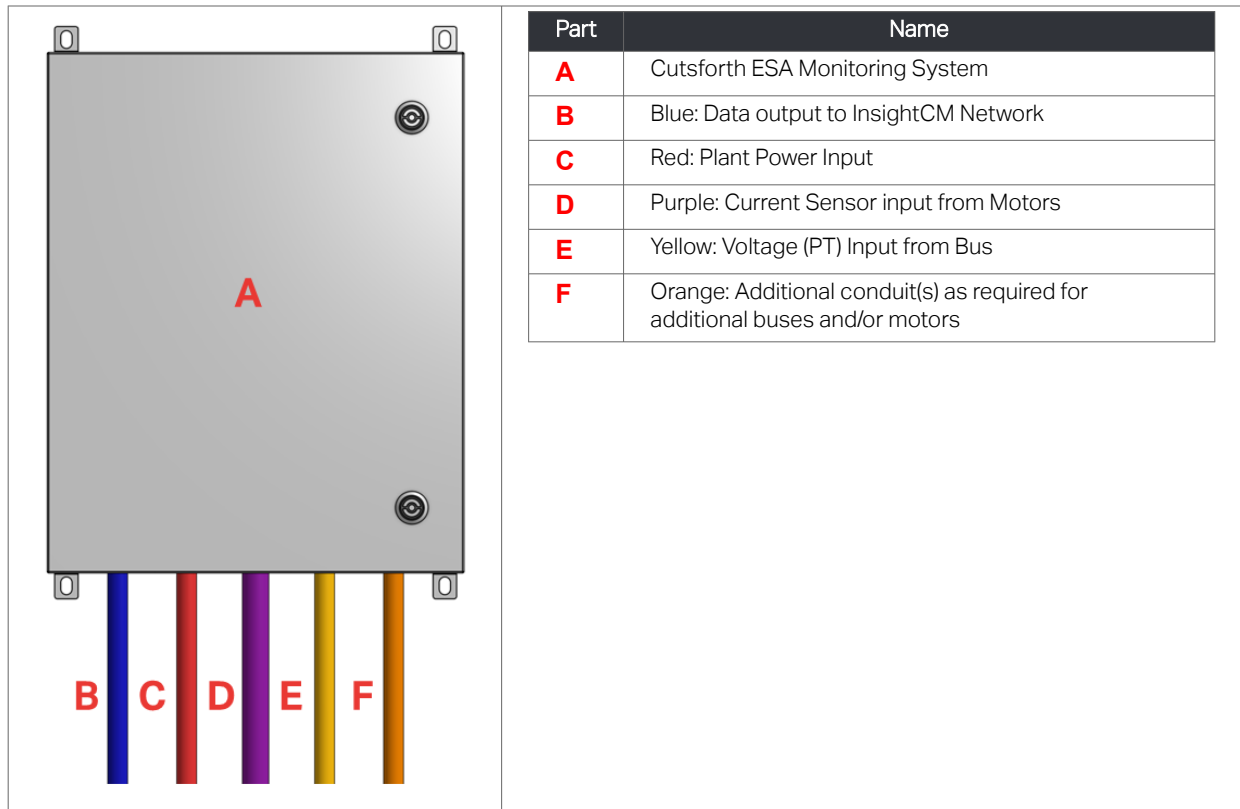 A
B
C
D
E
F
Part Name
A Cutsforth ESA Monitoring System
B Blue: Data output to InsightCM Network
C Red: Plant Power Input
D Purple: Current Sensor input from Motors
E Yellow: Voltage (PT) Input from Bus
F Orange: Additional conduit(s) as required for
additional buses and/or motors